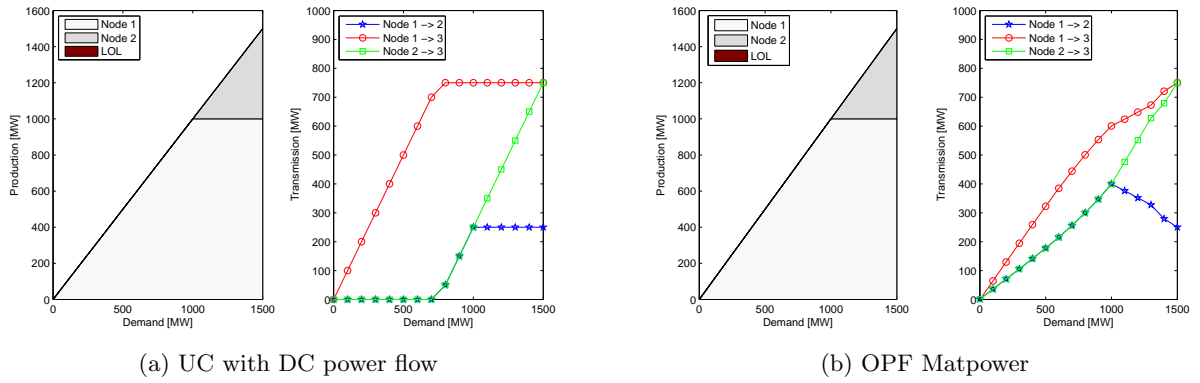 1600
1400
1200
1000
800
600
400
200
0
Production [MW]
0 500 1000 1500
Demand [MW]
Node 1
Node 2
LOL
800
700
600
500
400
300
200
100
0
Transmission [MW]
0 500 1000 1500
Demand [MW]
Node 1 −> 2
Node 1 −> 3
Node 2 −> 3
(a) UC with DC power flow
1600
1400
1200
1000
800
600
400
200
0
Production [MW]
0 500 1000 1500
Demand [MW]
Node 1
Node 2
LOL
800
700
600
500
400
300
200
100
0
Transmission [MW]
0 500 1000 1500
Demand [MW]
Node 1 −> 2
Node 1 −> 3
Node 2 −> 3
(b) OPF Matpower